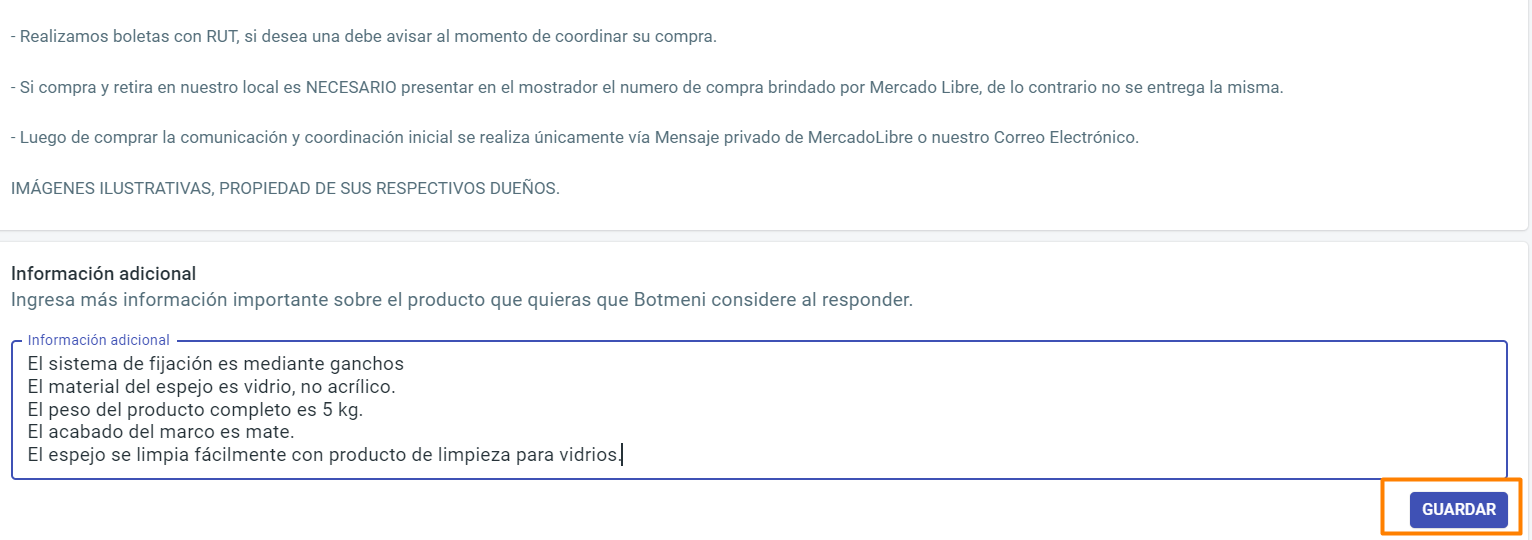 - Realizamos boletas con RUT, si desea una debe avisar al momento de coordinar su compra.
- Si compra y retira en nuestro local es NECESARIO presentar en el mostrador el numero de compra brindado por Mercado Libre, de lo contrario no se entrega la misma.
- Luego de comprar la comunicación y coordinación inicial se realiza únicamente vía Mensaje privado de MercadoLibre o nuestro Correo Electrónico.
IMÁGENES ILUSTRATIVAS, PROPIEDAD DE SUS RESPECTIVOS DUEÑOS.
Información adicional
Ingresa más información importante sobre el producto que quieras que Botmeni considere al responder.
Información adicional
El sistema de fijación es mediante ganchos
El material del espejo es vidrio, no acrílico.
El peso del producto completo es 5 kg.
El acabado del marco es mate.
El espejo se limpia fácilmente con producto de limpieza para vidrios.
GUARDAR